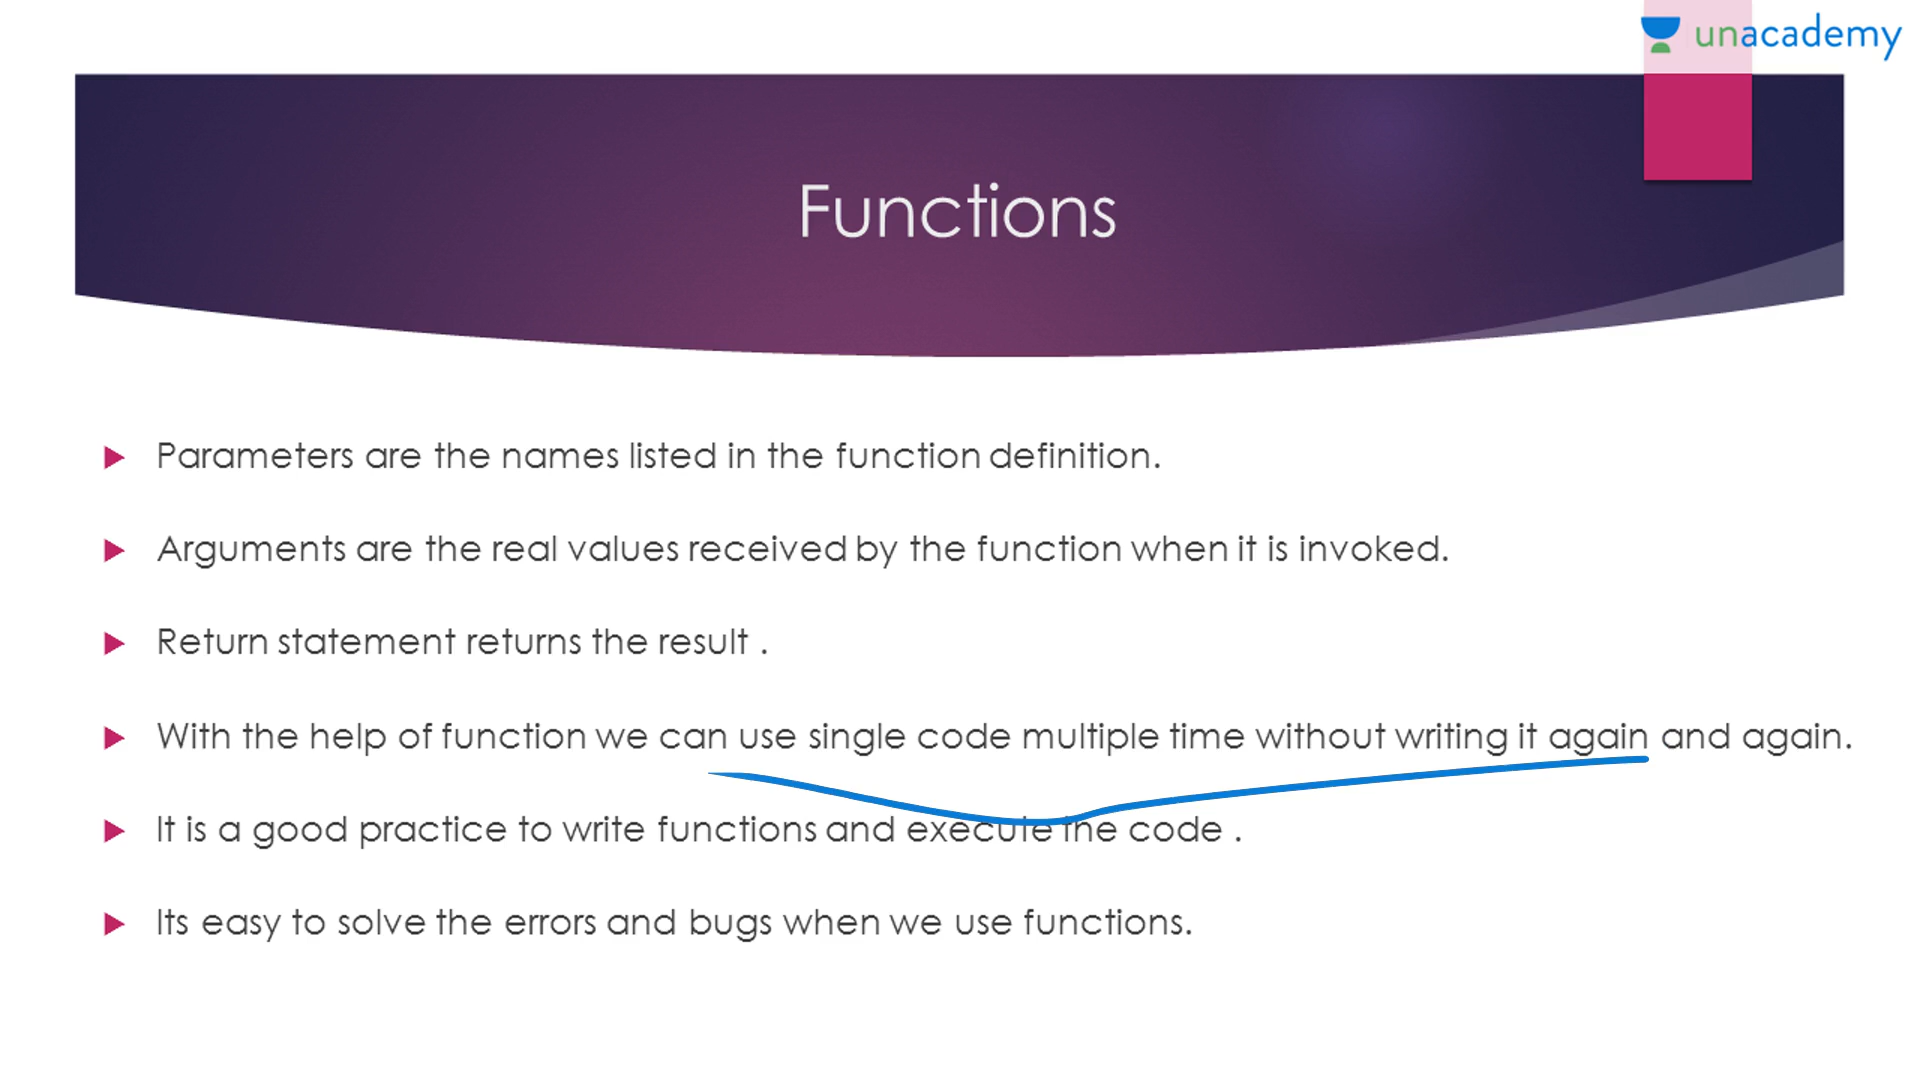 unacademy
Functions
Parameters are the names listed in the function definition.
Arguments are the real values received by the function when it is invoked.
Return statement returns the result .
With the help of function we can use single code multiple time without writing it again and again.
It is a good practice to write functions and execute the code .
Its easy to solve the errors and bugs when we use functions.